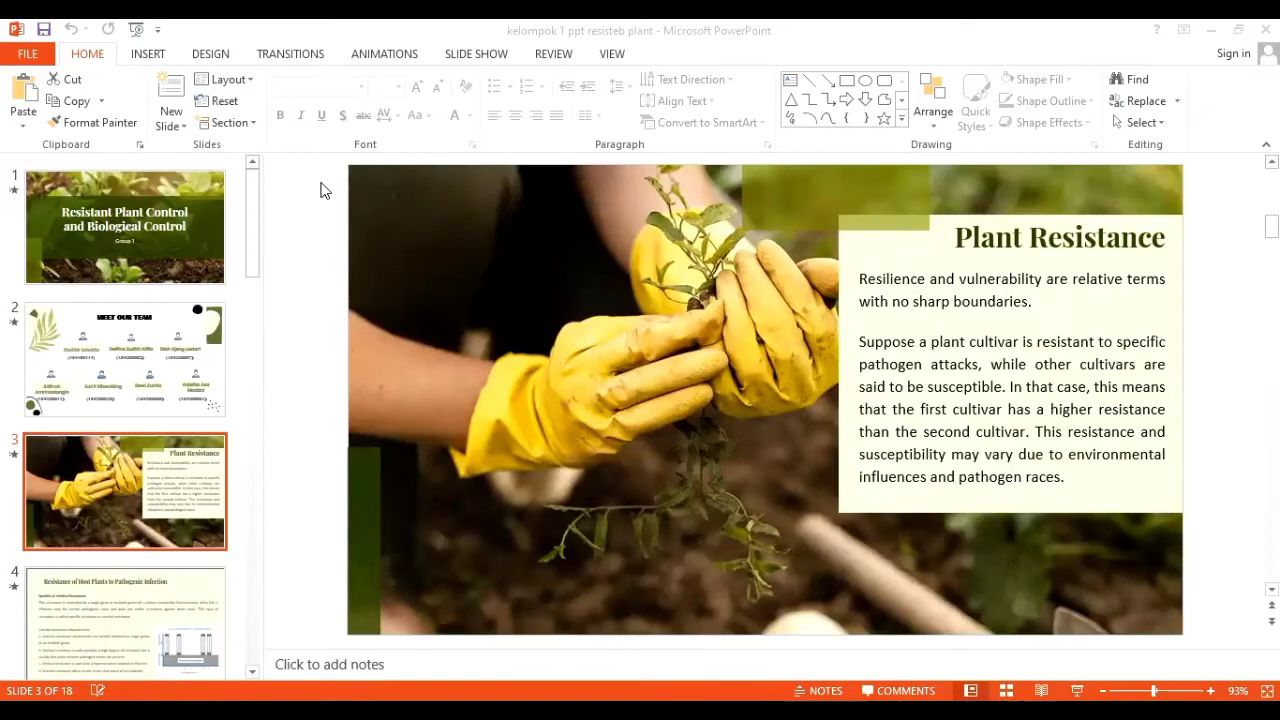 kelompok 1 ppt resisteb plant - Microsoft PowerPoint
FILE
HOME
INSERT
DESIGN
TRANSITIONS
ANIMATIONS
SLIDE SHOW
REVIEW
VIEW
Sign in
Paste
Cut
Copy
Format Painter
Clipboard
New
Slide
Layout
Reset
Section
Slides
Font
Text Direction
Align Text
Convert to SmartArt
Paragraph
Arrange
Quick
Styles
Shape Fill
Shape Outline
Shape Effects
Drawing
Find
Replace
Select
Editing
1
Resistant Plant Control
and Biological Control
Group 1
2
MEET OUR TEAM
3
4
Resistance of Host Plants to Pathogenic Infection
Plant Resistance
Resilience and vulnerability are relative terms
with no sharp boundaries.
Suppose a plant cultivar is resistant to specific
pathogen attacks, while other cultivars are
said to be susceptible. In that case, this means
that the first cultivar has a higher resistance
than the second cultivar. This resistance and
susceptibility may vary due to environmental
influences and pathogen races.
Click to add notes
SLIDE 3 OF 18
NOTES
COMMENTS
93%